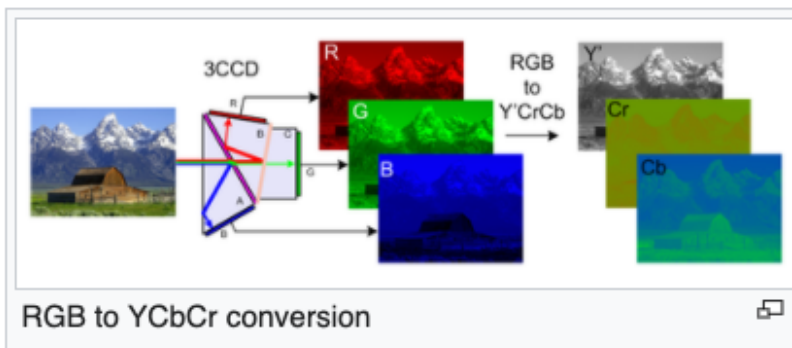 3CCD
R
B
C
A
G
B
R
G
B
RGB
to
Y'CrCb
Y'
Cr
Cb
RGB to YCbCr conversion